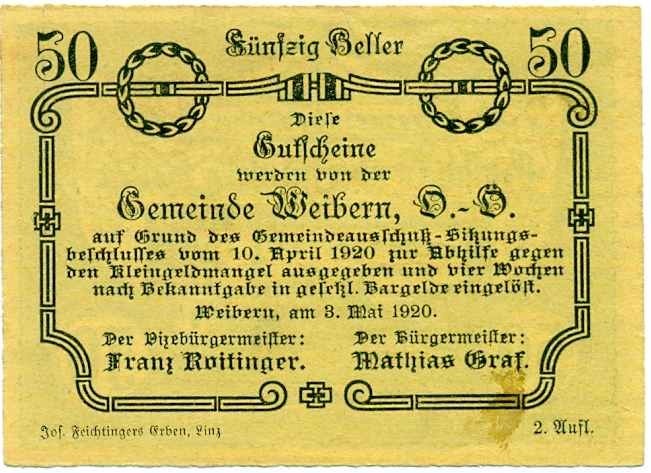 50 Fünfzig Heller 50
Diese
Gutscheine
werden von der
Gemeinde Weibern, O.-Ö.
auf Grund des Gemeindeausschuß-Sitzungs-
beschlusses vom 10. April 1920 zur Abhilfe gegen
den Kleingeldmangel ausgegeben und vier Wochen
nach Bekanntgabe in gesetzl. Bargelde eingelöst.
Weibern, am 3. Mai 1920.
Der Vizebürgermeister: Der Bürgermeister:
Franz Roitinger. Mathias Graf.
Jos. Feichtingers Erben, Linz 2. Aufl.